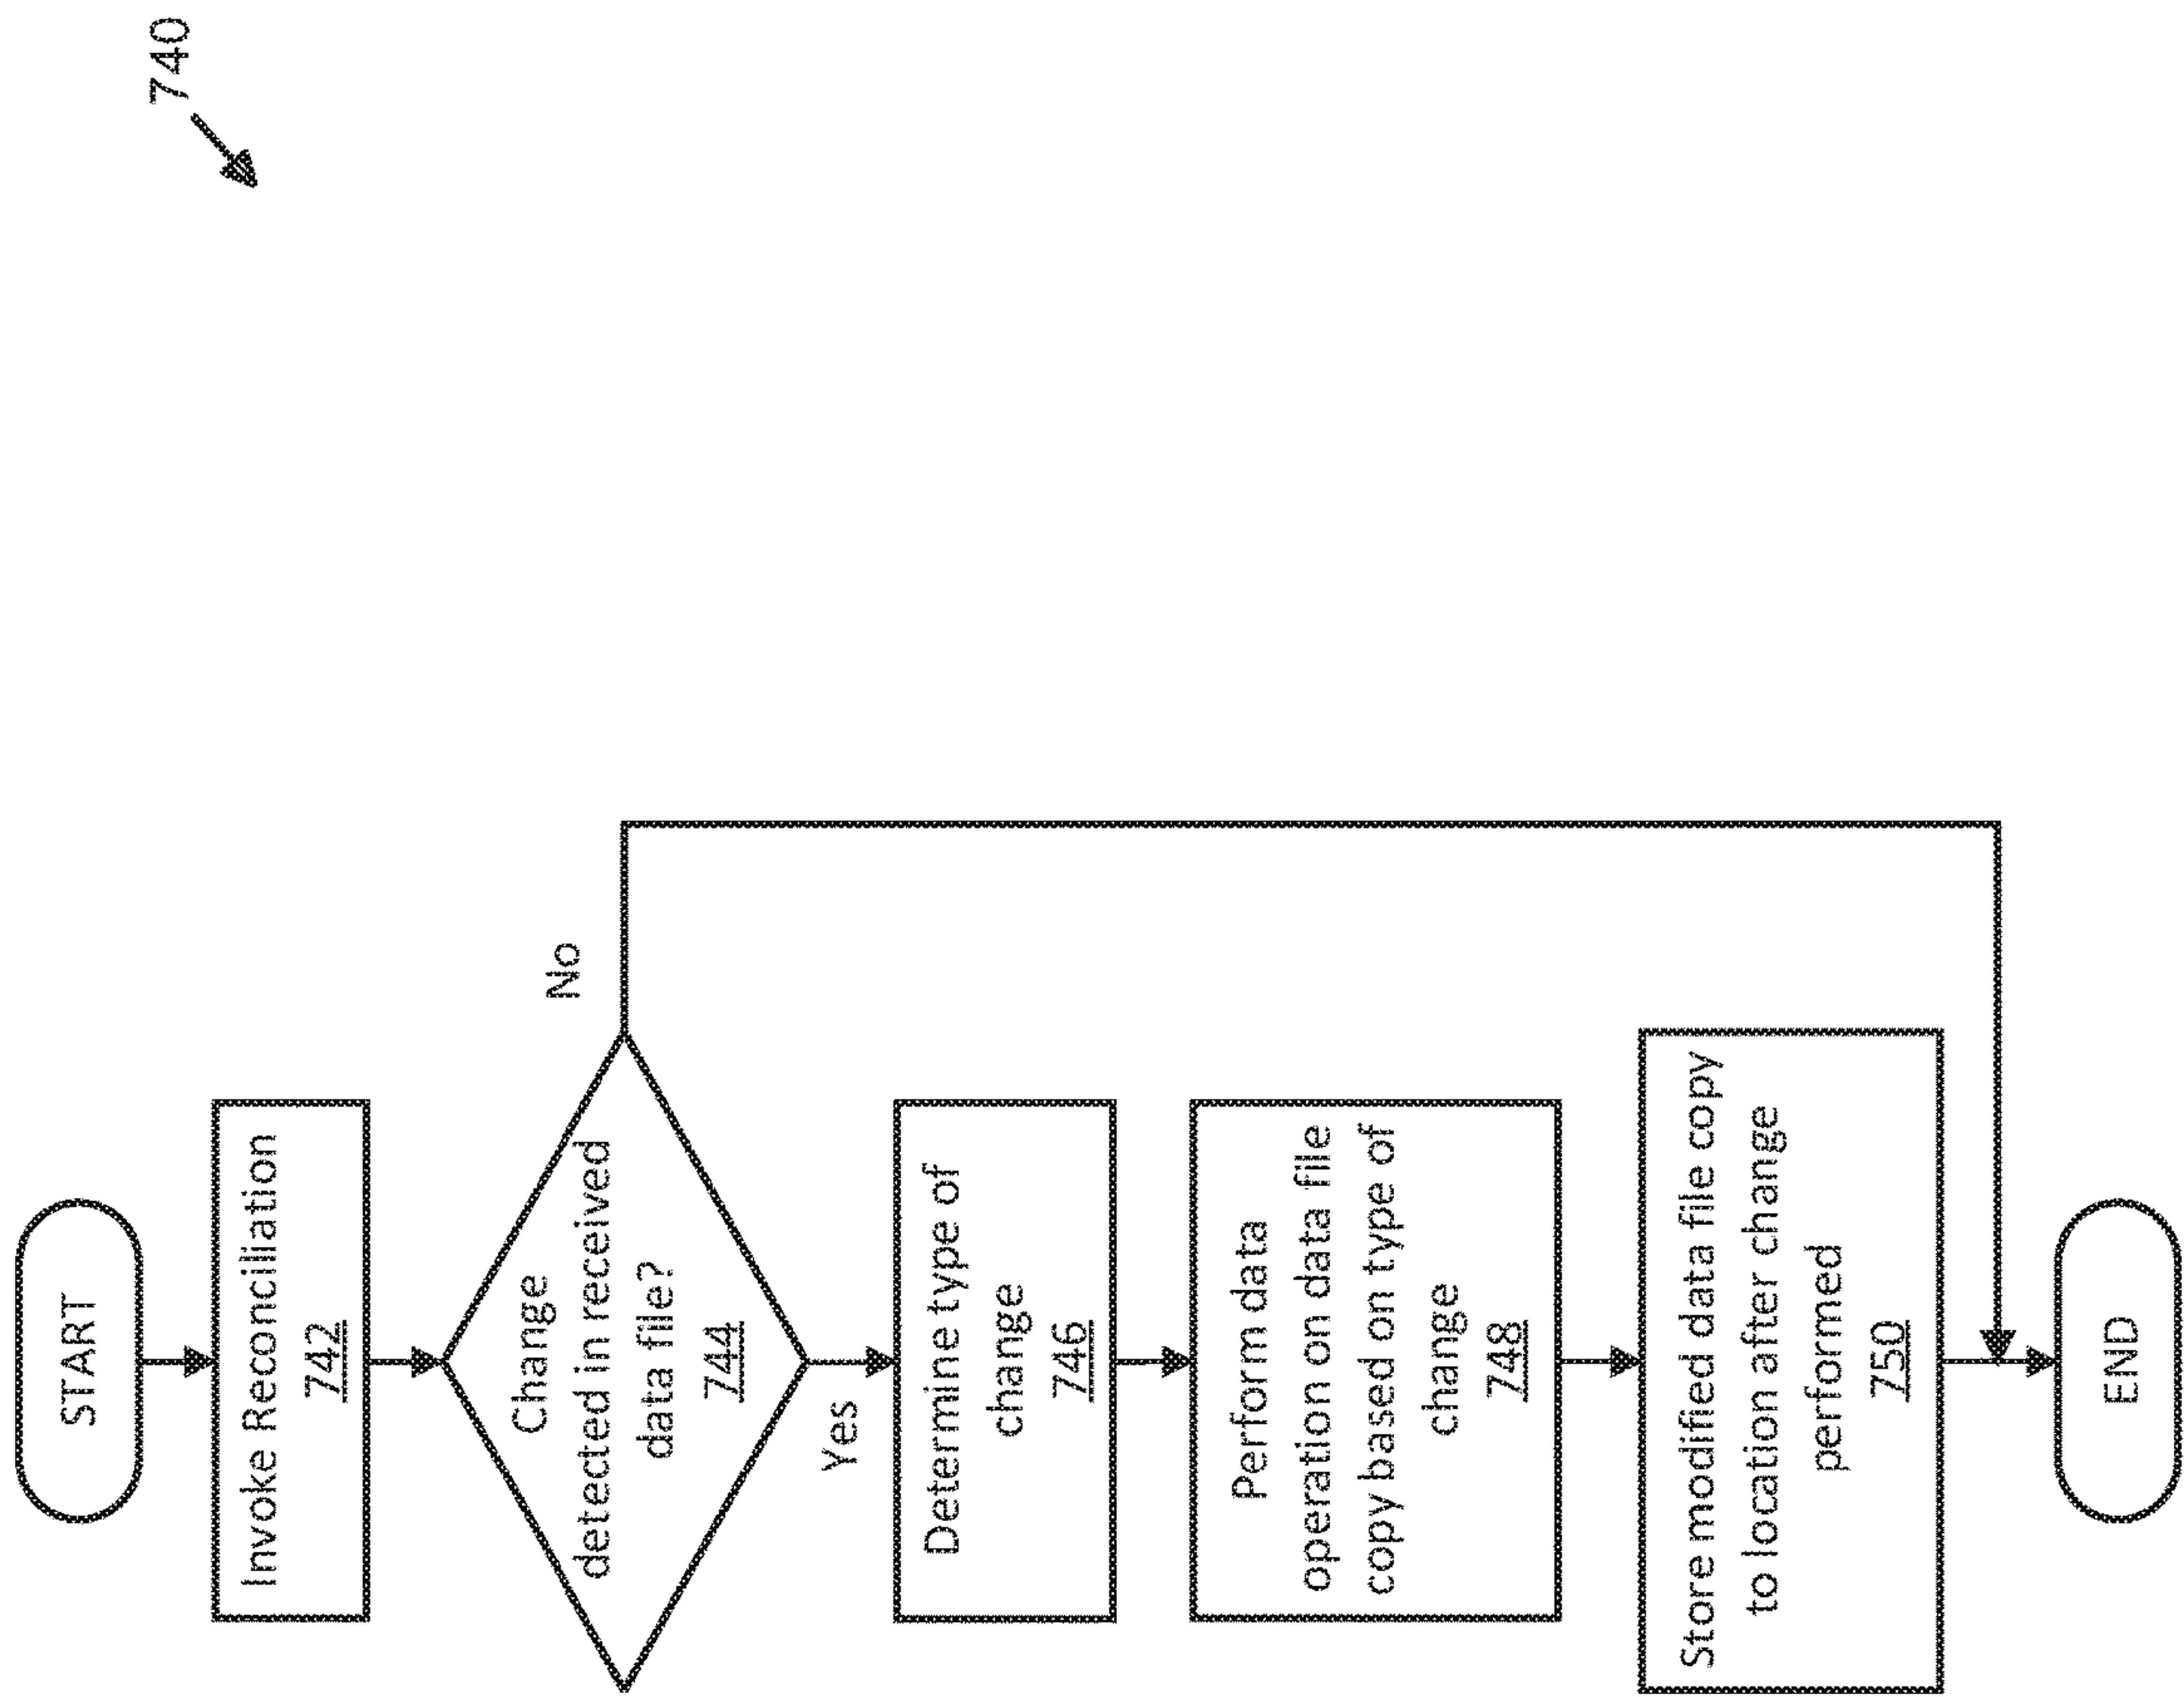 740
START
Invoke Reconciliation
742
Change
detected in received
data file?
744
No
Yes
Determine type of
change
746
Perform data
operation on data file
copy based on type of
change
748
Store modified data file copy
to location after change
performed
750
END